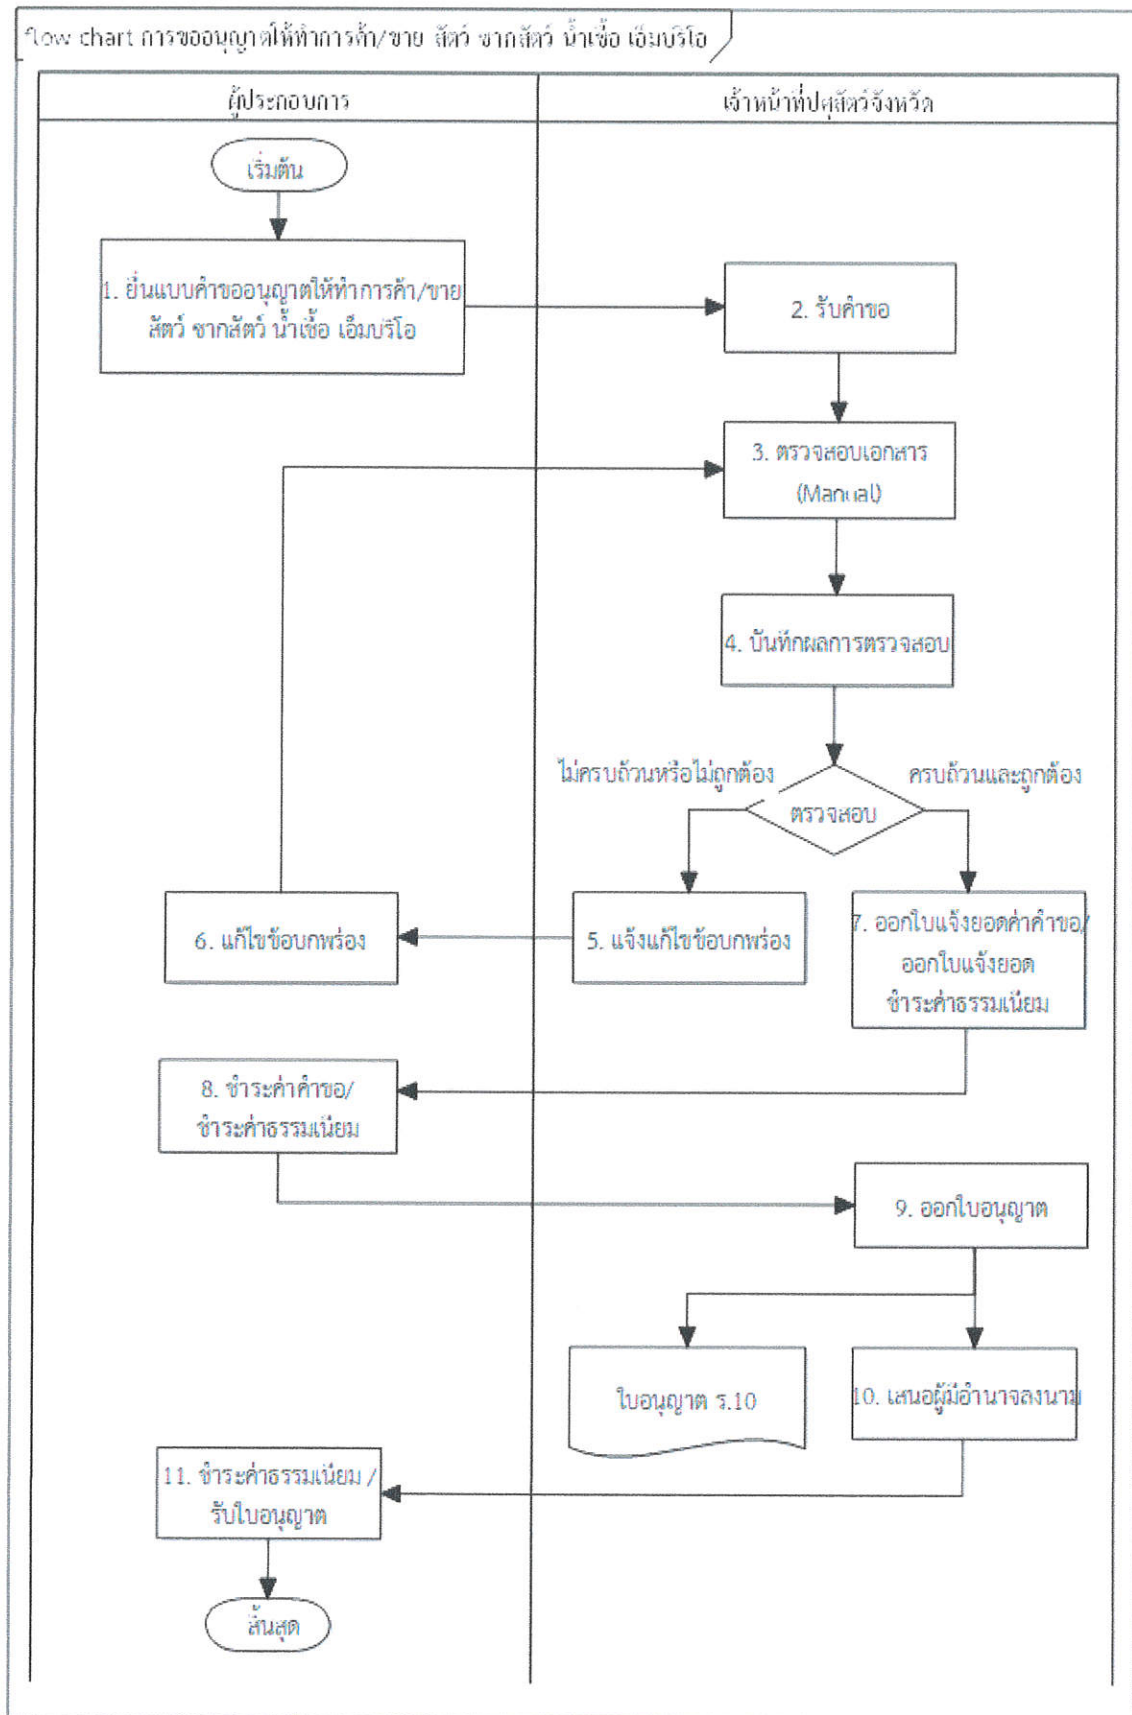 flow chart การขออนุญาตให้ทำการค้า/ขาย สัตว์ ซากสัตว์ น้ำเชื้อ เอ็มบริโอ
ผู้ประกอบการ
เจ้าหน้าที่ปศุสัตว์จังหวัด
เริ่มต้น
1. ยื่นแบบคำขออนุญาตให้ทำการค้า/ขาย
สัตว์ ซากสัตว์ น้ำเชื้อ เอ็มบริโอ
2. รับคำขอ
3. ตรวจสอบเอกสาร
(Manual)
4. บันทึกผลการตรวจสอบ
ไม่ครบถ้วนหรือไม่ถูกต้อง
ครบถ้วนและถูกต้อง
ตรวจสอบ
6. แก้ไขข้อบกพร่อง
5. แจ้งแก้ไขข้อบกพร่อง
7. ออกใบแจ้งยอดค่าคำขอ/
ออกใบแจ้งยอด
ชำระค่าธรรมเนียม
8. ชำระค่าคำขอ/
ชำระค่าธรรมเนียม
9. ออกใบอนุญาต
ใบอนุญาต ร.10
10. เสนอผู้มีอำนาจลงนาม
11. ชำระค่าธรรมเนียม /
รับใบอนุญาต
สิ้นสุด